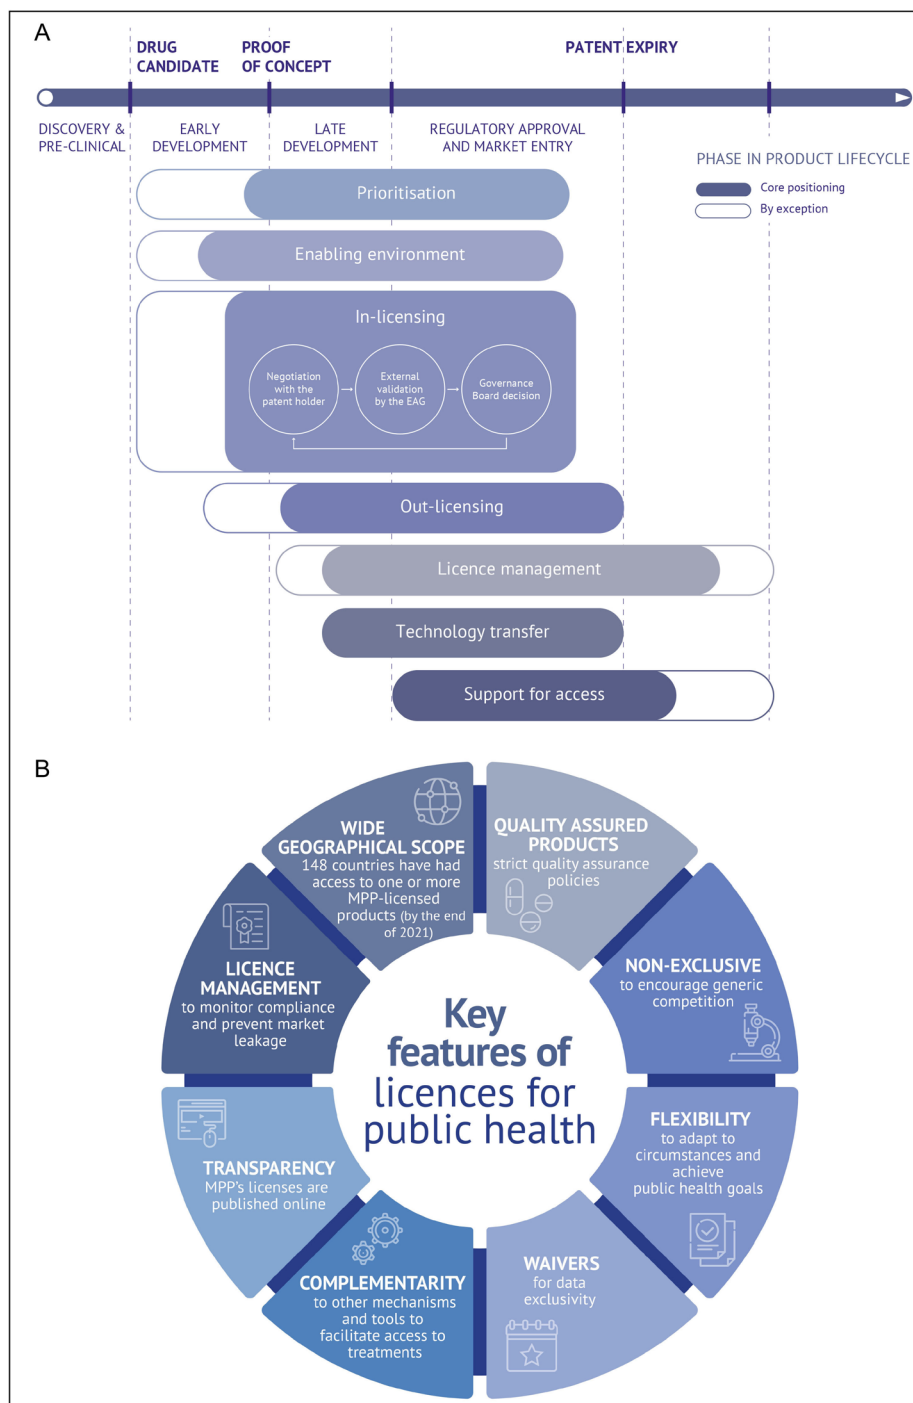 A
DRUG
CANDIDATE
PROOF
OF CONCEPT
PATENT EXPIRY
DISCOVERY &
PRE-CLINICAL
EARLY
DEVELOPMENT
LATE
DEVELOPMENT
REGULATORY APPROVAL
AND MARKET ENTRY
PHASE IN PRODUCT LIFECYCLE
Core positioning
By exception
Prioritisation
Enabling environment
In-licensing
Negotiation
with the
patent holder
External
validation
by the EAG
Governance
Board decision
Out-licensing
Licence management
Technology transfer
Support for access
B
WIDE
GEOGRAPHICAL SCOPE
148 countries have had
access to one or more
MPP-licensed
products (by the end
of 2021)
QUALITY ASSURED
PRODUCTS
strict quality assurance
policies
NON-EXCLUSIVE
to encourage generic
competition
FLEXIBILITY
to adapt to
circumstances and
achieve
public health goals
WAIVERS
for data
exclusivity
COMPLEMENTARITY
to other mechanisms
and tools to
facilitate access to
treatments
TRANSPARENCY
MPP's licenses are
published online
LICENCE
MANAGEMENT
to monitor compliance
and prevent market
leakage
Key
features of
licences for
public health